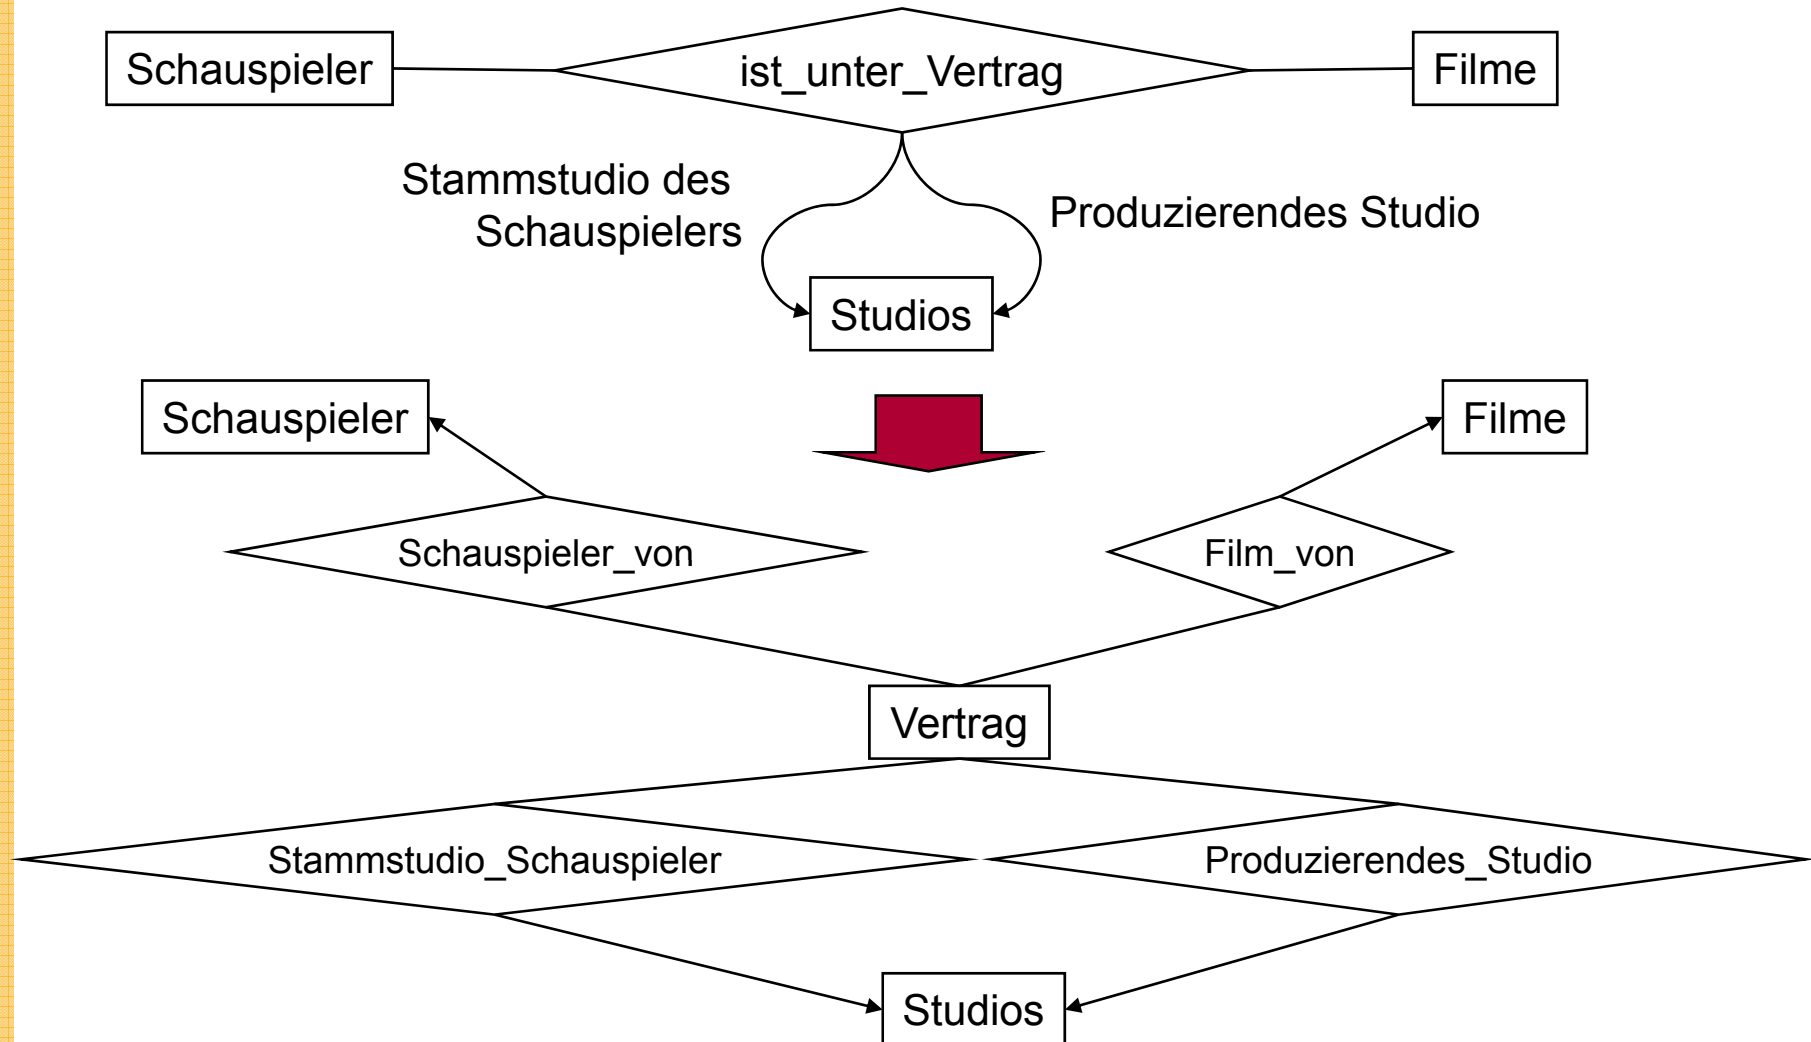 Schauspieler
ist_unter_Vertrag
Filme
Stammstudio des
Schauspielers
Produzierendes Studio
Studios
Schauspieler
Filme
Schauspieler_von
Film_von
Vertrag
Stammstudio_Schauspieler
Produzierendes_Studio
Studios